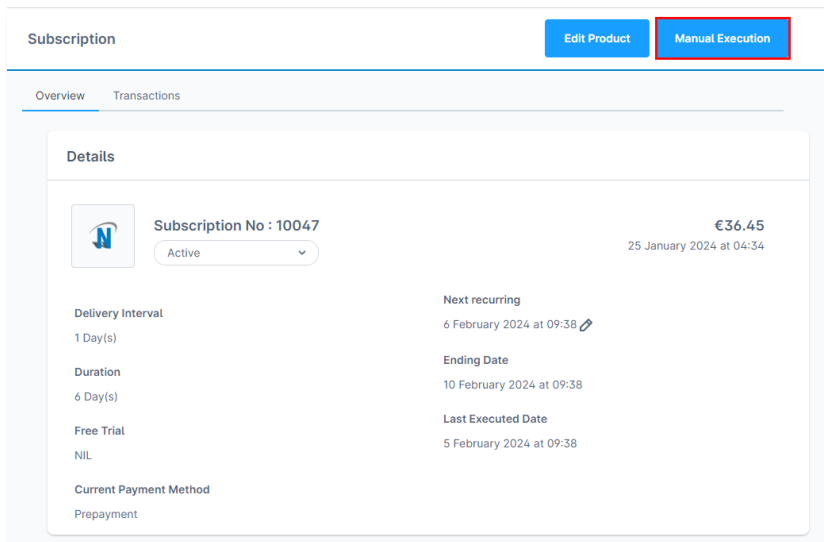 Subscription
Edit Product
Manual Execution
Overview
Transactions
Details
N
Subscription No : 10047
Active
€36.45
25 January 2024 at 04:34
Delivery Interval
1 Day(s)
Duration
6 Day(s)
Free Trial
NIL
Current Payment Method
Prepayment
Next recurring
6 February 2024 at 09:38
Ending Date
10 February 2024 at 09:38
Last Executed Date
5 February 2024 at 09:38